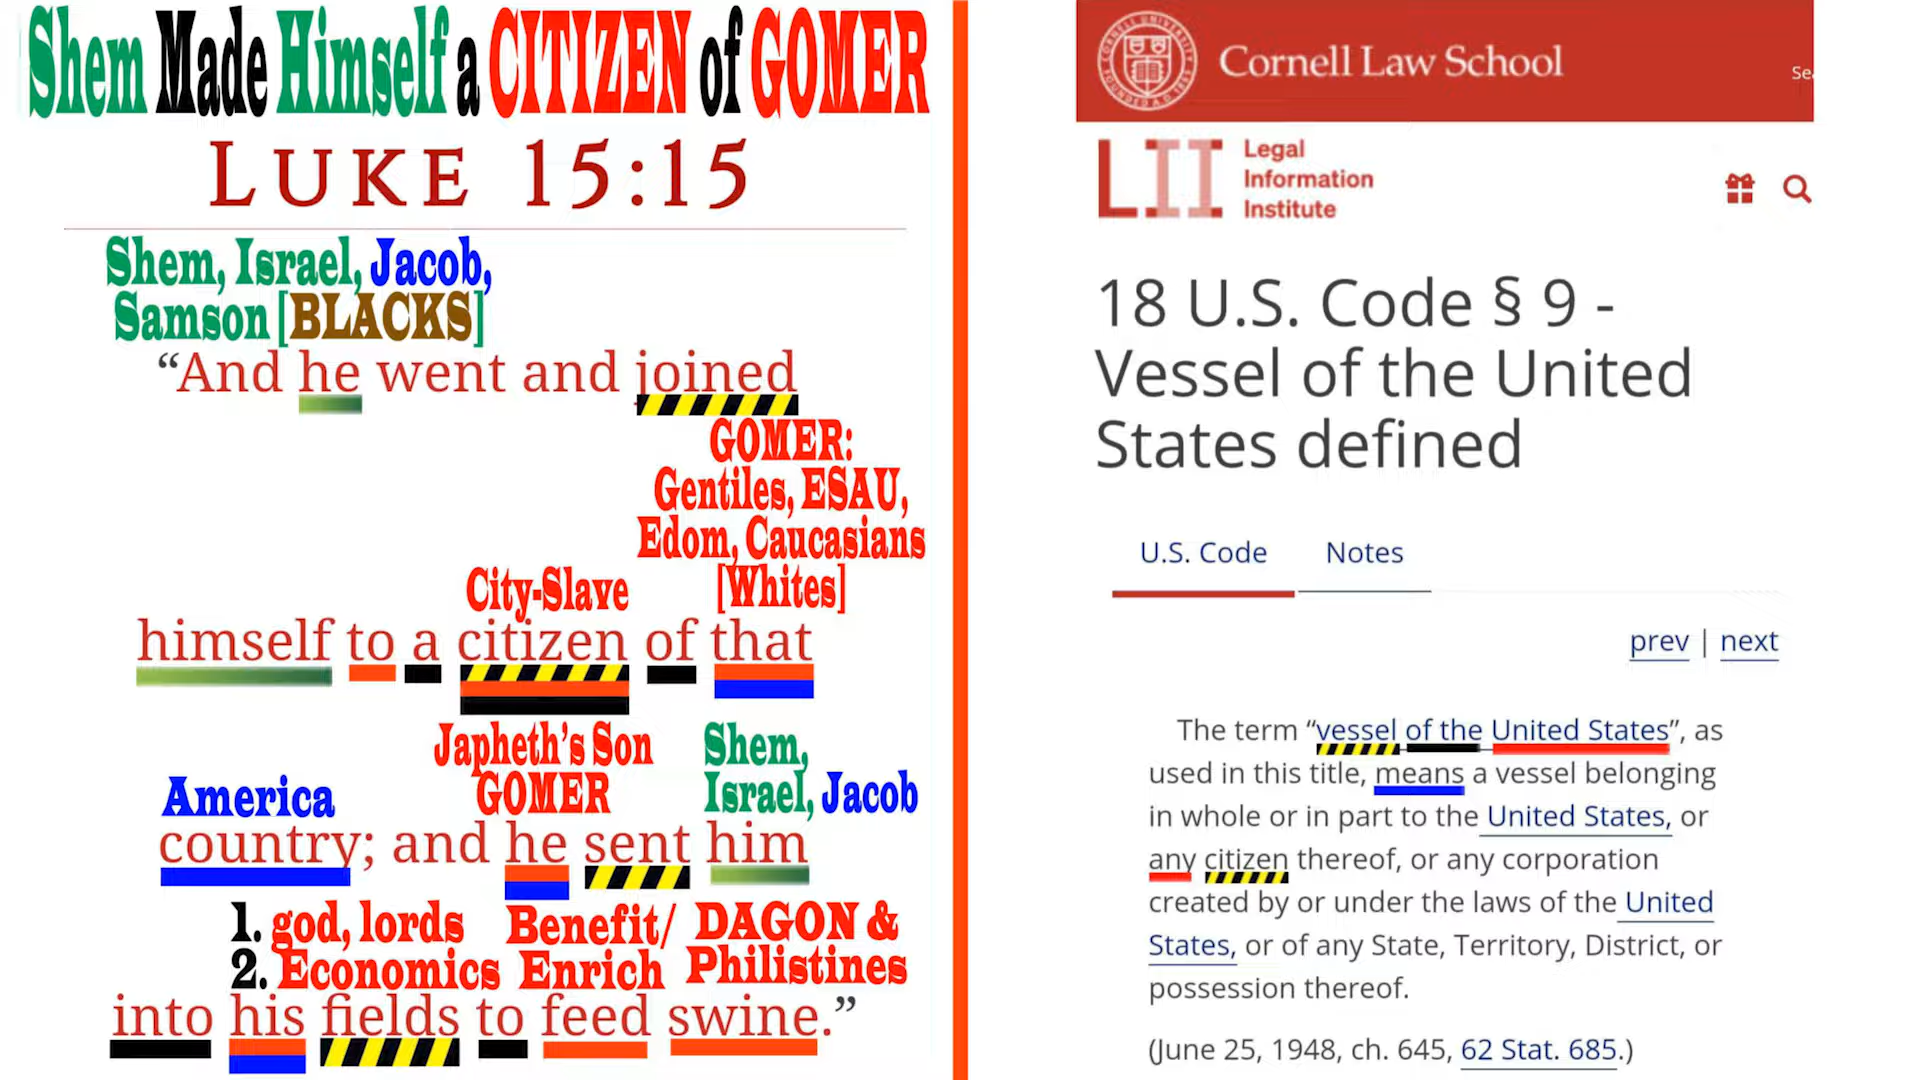 Shem Made Himself a CITIZEN of GOMER
LUKE 15:15
Shem, Israel, Jacob,
Samson [BLACKS]
“And he went and joined
GOMER:
Gentiles, ESAU,
Edom, Caucasians
[Whites]
City-Slave
himself to a citizen of that
Japheth’s Son
GOMER
Shem,
Israel, Jacob
America
country; and he sent him
1. god, lords
2. Economics
Benefit/
Enrich
DAGON &
Philistines
into his fields to feed swine.”
Cornell Law School
LII
Legal
Information
Institute
18 U.S. Code § 9 -
Vessel of the United
States defined
U.S. Code
Notes
prev | next
The term “vessel of the United States”, as
used in this title, means a vessel belonging
in whole or in part to the United States, or
any citizen thereof, or any corporation
created by or under the laws of the United
States, or of any State, Territory, District, or
possession thereof.
(June 25, 1948, ch. 645, 62 Stat. 685.)